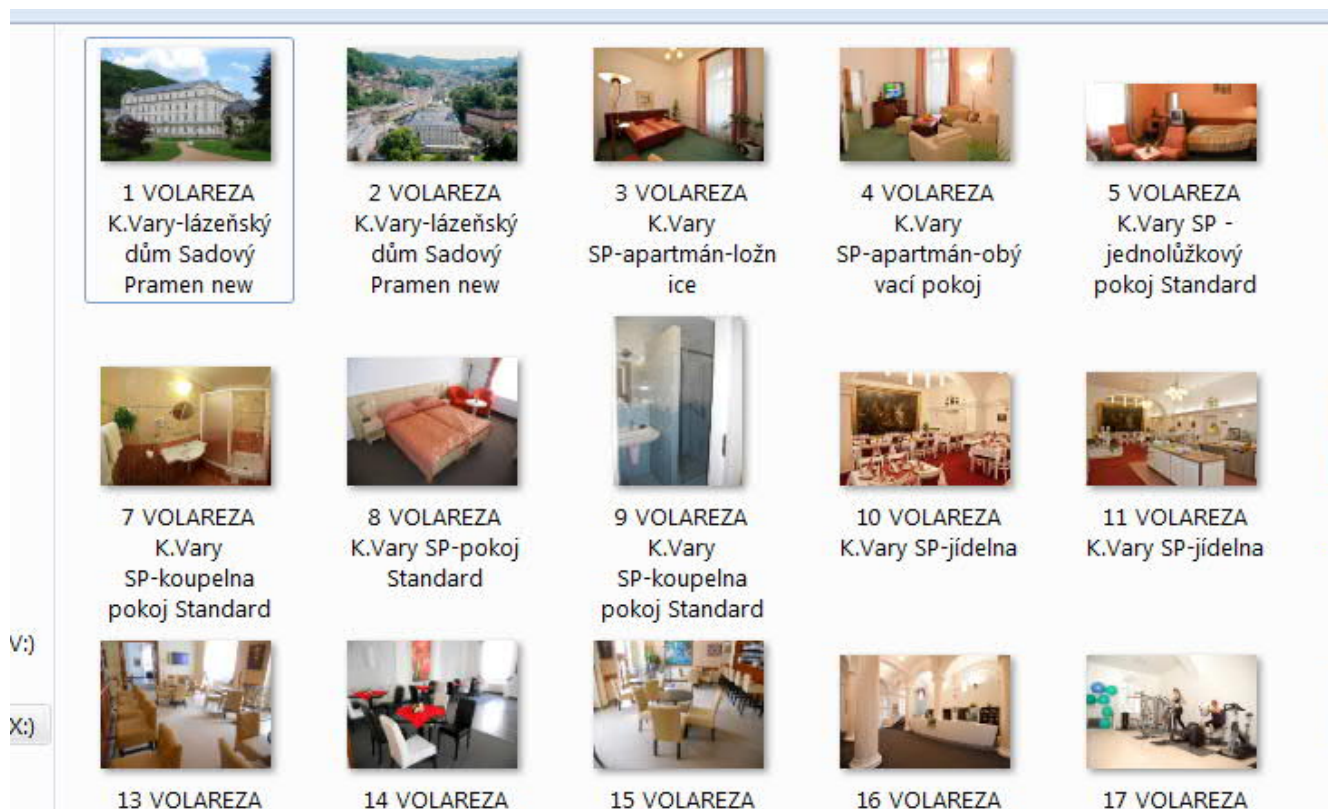 1 VOLAREZA
K.Vary-lázeňský
dům Sadový
Pramen new
2 VOLAREZA
K.Vary-lázeňský
dům Sadový
Pramen new
3 VOLAREZA
K.Vary
SP-apartmán-ložn
ice
4 VOLAREZA
K.Vary
SP-apartmán-obý
vací pokoj
5 VOLAREZA
K.Vary SP -
jednolůžkový
pokoj Standard
7 VOLAREZA
K.Vary
SP-koupelna
pokoj Standard
8 VOLAREZA
K.Vary SP-pokoj
Standard
9 VOLAREZA
K.Vary
SP-koupelna
pokoj Standard
10 VOLAREZA
K.Vary SP-jídelna
11 VOLAREZA
K.Vary SP-jídelna
V:)
X:)
13 VOLAREZA
14 VOLAREZA
15 VOLAREZA
16 VOLAREZA
17 VOLAREZA